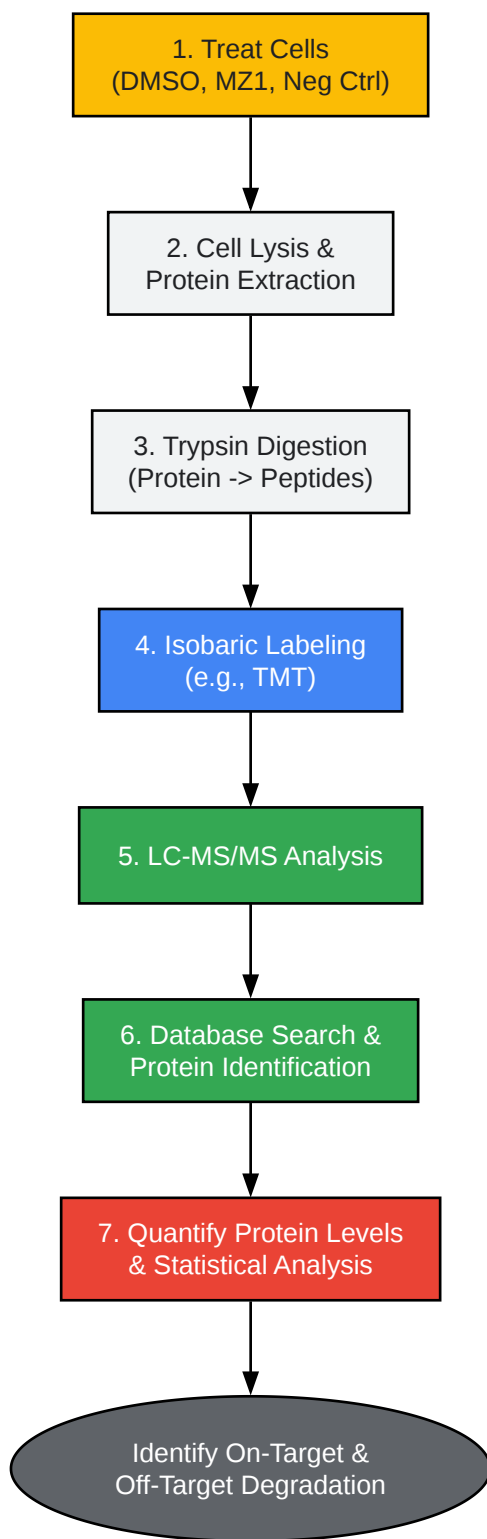 1. Treat Cells
(DMSO, MZ1, Neg Ctrl)
2. Cell Lysis &
Protein Extraction
3. Trypsin Digestion
(Protein -> Peptides)
4. Isobaric Labeling
(e.g., TMT)
5. LC-MS/MS Analysis
6. Database Search &
Protein Identification
7. Quantify Protein Levels
& Statistical Analysis
Identify On-Target &
Off-Target Degradation